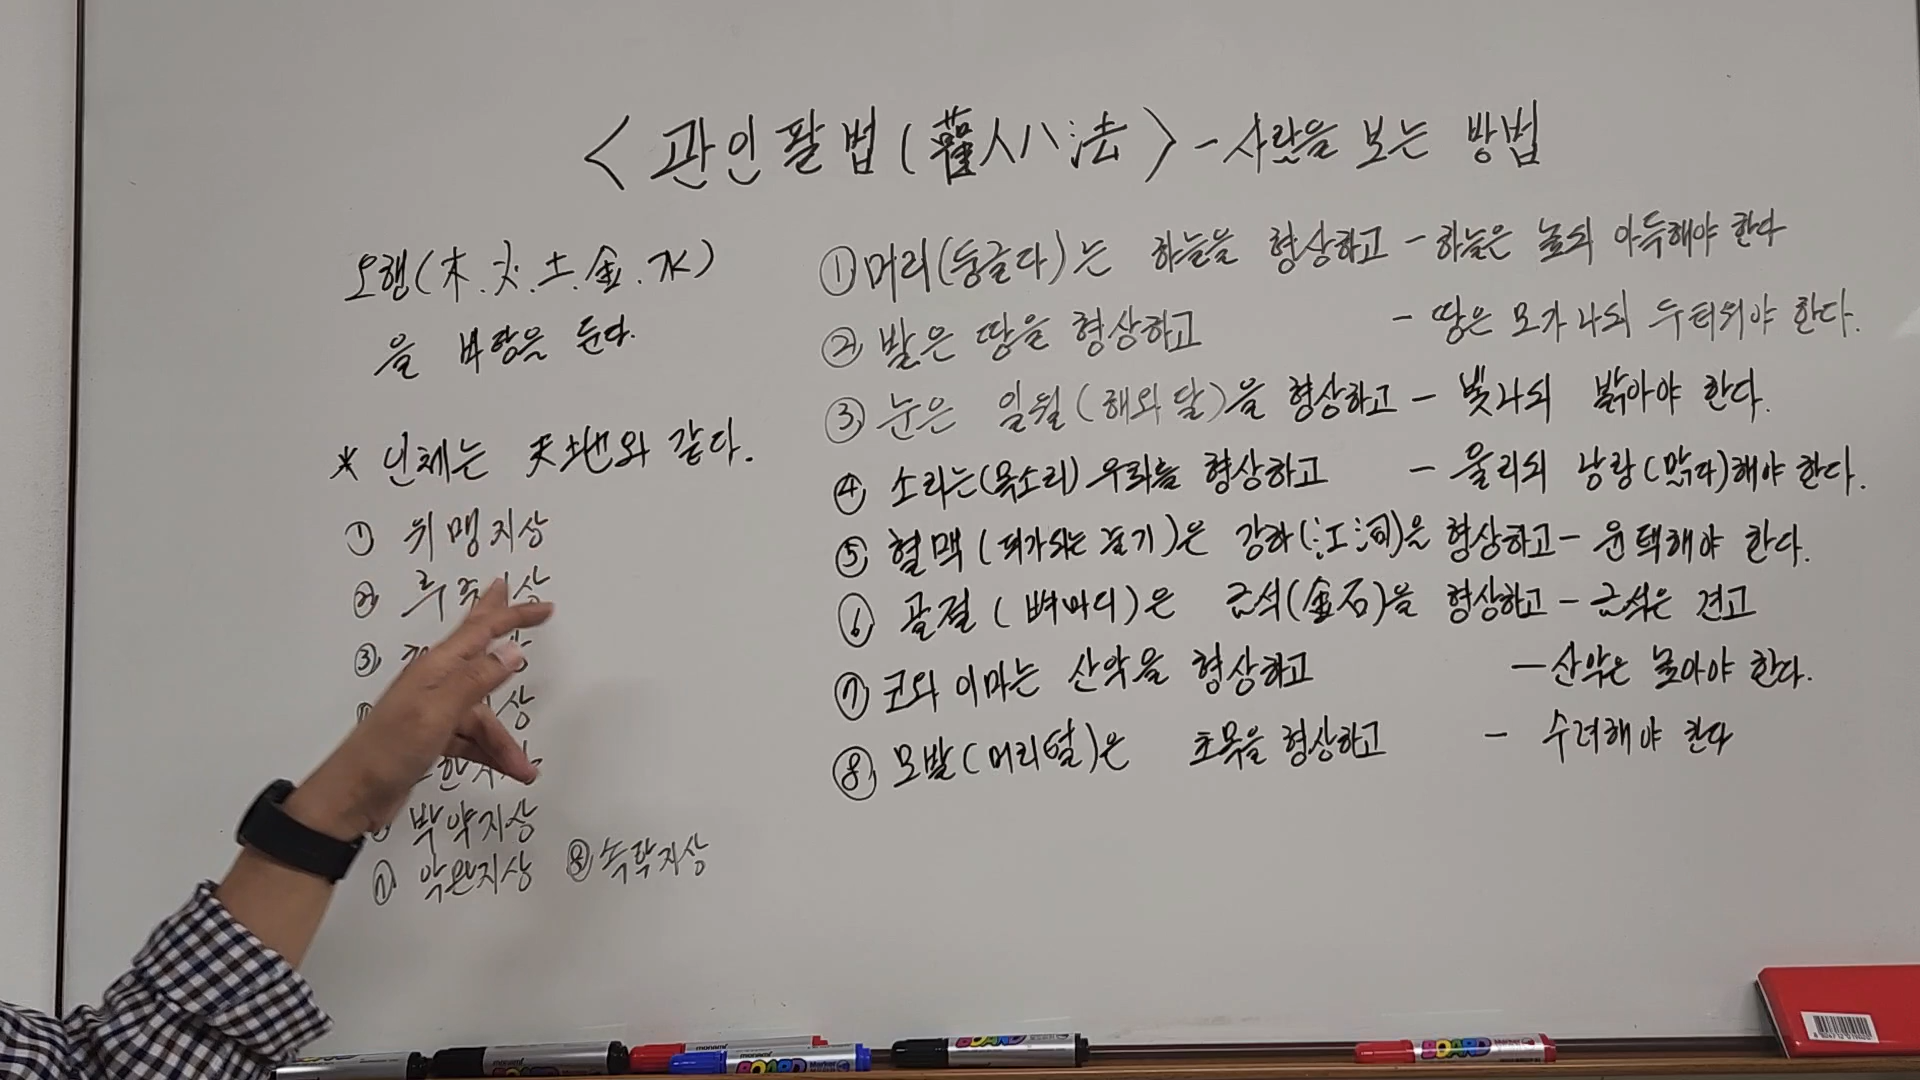 <관인팔법(觀人八法)> - 사람을 보는 방법
오행(木.火.土.金.水)
을 바탕을 둔다.
* 인체는 天地와 같다.
① 위맹지상
②
③
⑥ 박약지상
⑦ 악완지상 ⑧ 속탁지상
① 머리(둥글다)는 하늘을 형상하고 - 하늘은 높되 아득해야 한다
② 발은 땅을 형상하고 - 땅은 모가 나되 두터워야 한다.
③ 눈은 일월(해와 달)을 형상하고 - 빛나되 밝아야 한다.
④ 소리는(목소리) 우뢰를 형상하고 - 울리되 낭랑(맑다)해야 한다.
⑤ 혈맥(피가 되는 줄기)은 강하(江河)을 형상하고 - 윤택해야 한다.
⑥ 골절(뼈마디)은 금석(金石)을 형상하고 - 금석은 견고
⑦ 코와 이마는 산악을 형상하고 - 산악은 높아야 한다.
⑧ 모발(머리털)은 초목을 형상하고 - 수려해야 한다
monami
BOARD Marker
BOARD
BOARD Marker